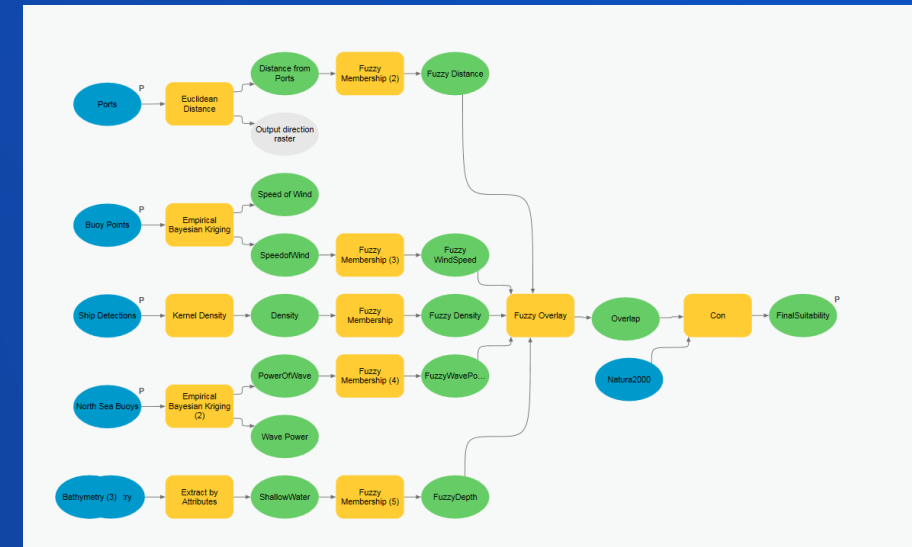 P
Ports
Euclidean
Distance
Distance from
Ports
Output direction
raster
Fuzzy
Membership (2)
Fuzzy Distance
P
Buoy Points
Empirical
Bayesian Kriging
Speed of Wind
SpeedofWind
Fuzzy
Membership (3)
Fuzzy
WindSpeed
P
Ship Detections
Kernel Density
Density
Fuzzy
Membership
Fuzzy Density
Fuzzy Overlay
Overlap
Con
P
FinalSuitability
Natura2000
P
North Sea Buoys
Empirical
Bayesian Kriging
(2)
PowerOfWave
Wave Power
Fuzzy
Membership (4)
FuzzyWavePo...
Bathymetry (3) ry
Extract by
Attributes
ShallowWater
Fuzzy
Membership (5)
FuzzyDepth